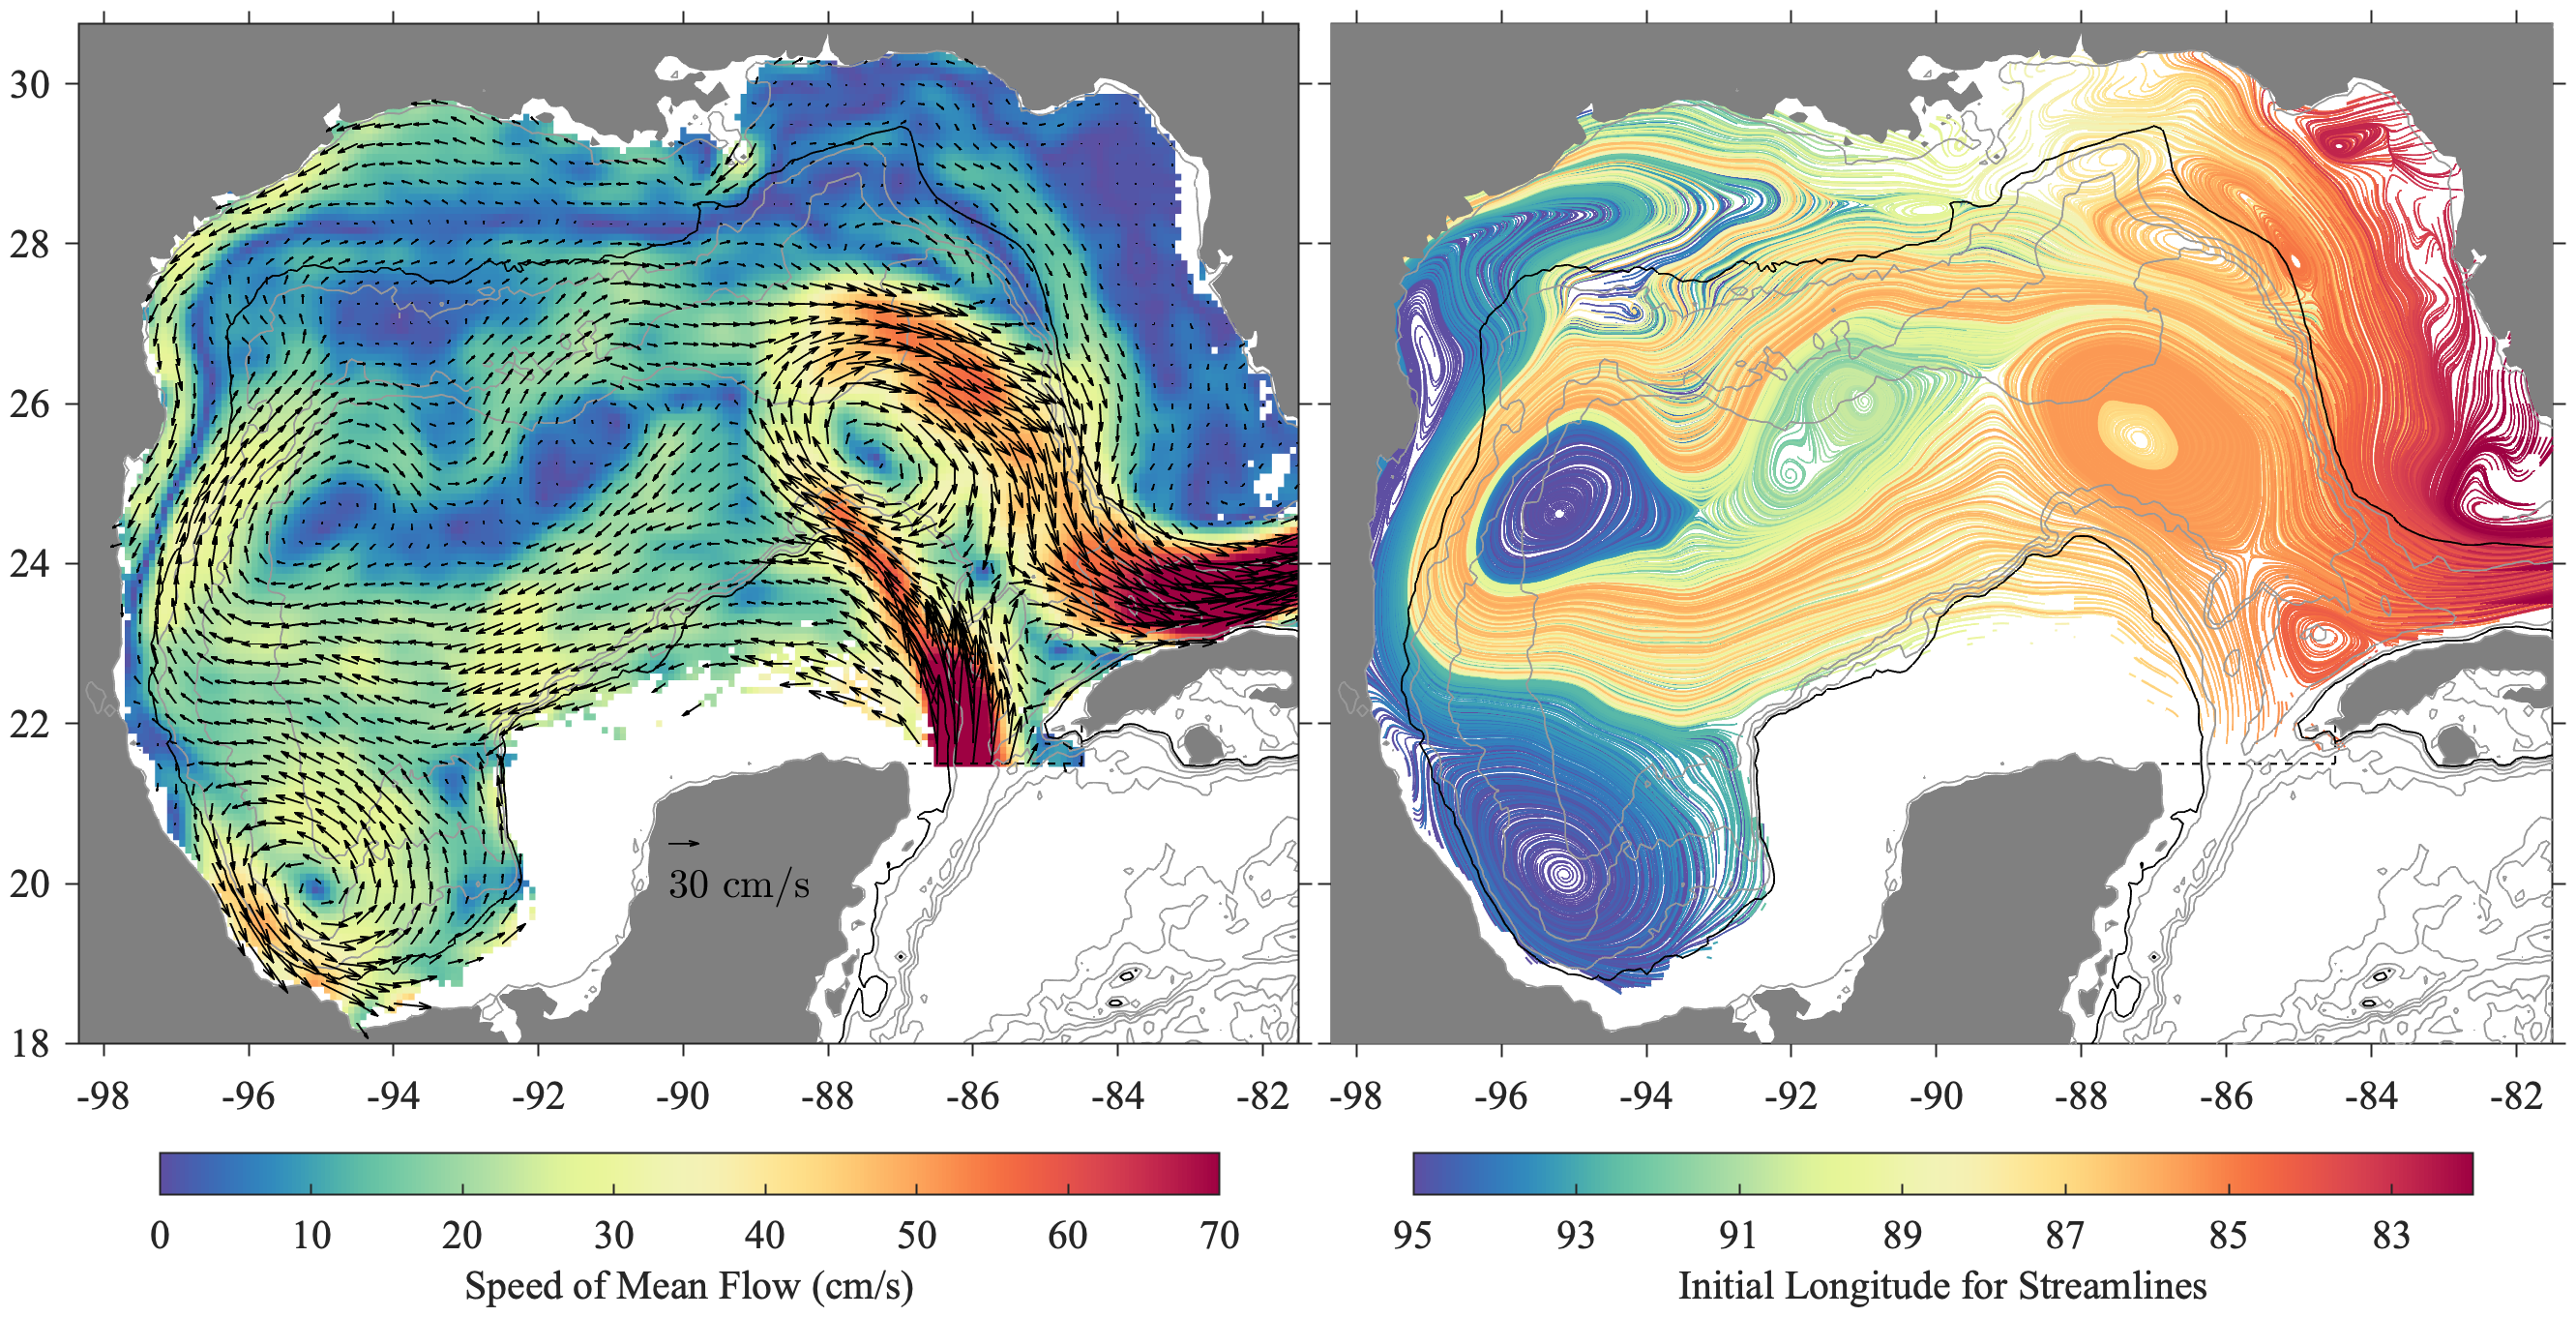 30
28
26
24
22
20
18
30 cm/s
-98 -96 -94 -92 -90 -88 -86 -84 -82
-98 -96 -94 -92 -90 -88 -86 -84 -82
0 10 20 30 40 50 60 70
Speed of Mean Flow (cm/s)
95 93 91 89 87 85 83
Initial Longitude for Streamlines